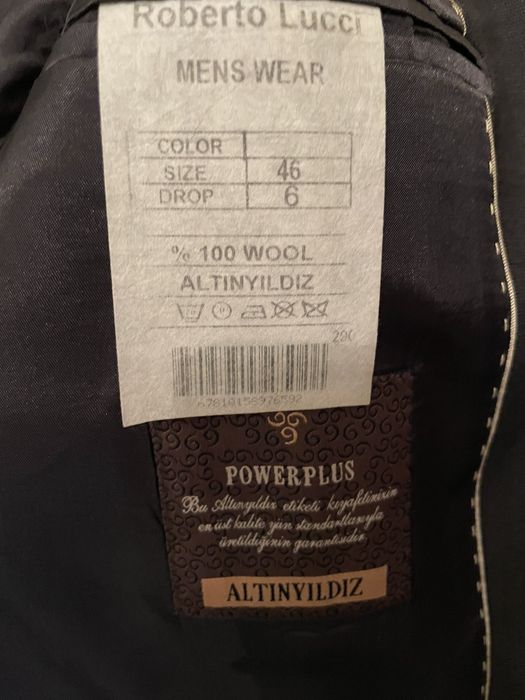 Roberto Lucci
MENS WEAR
COLOR
SIZE 46
DROP 6
% 100 WOOL
ALTINYILDIZ
POWERPLUS
Bu Altınyıldız etiketi kıyafetinizin
en üst kalite yün standartlarıyla
üretildiğinin garantisidir.
ALTINYILDIZ